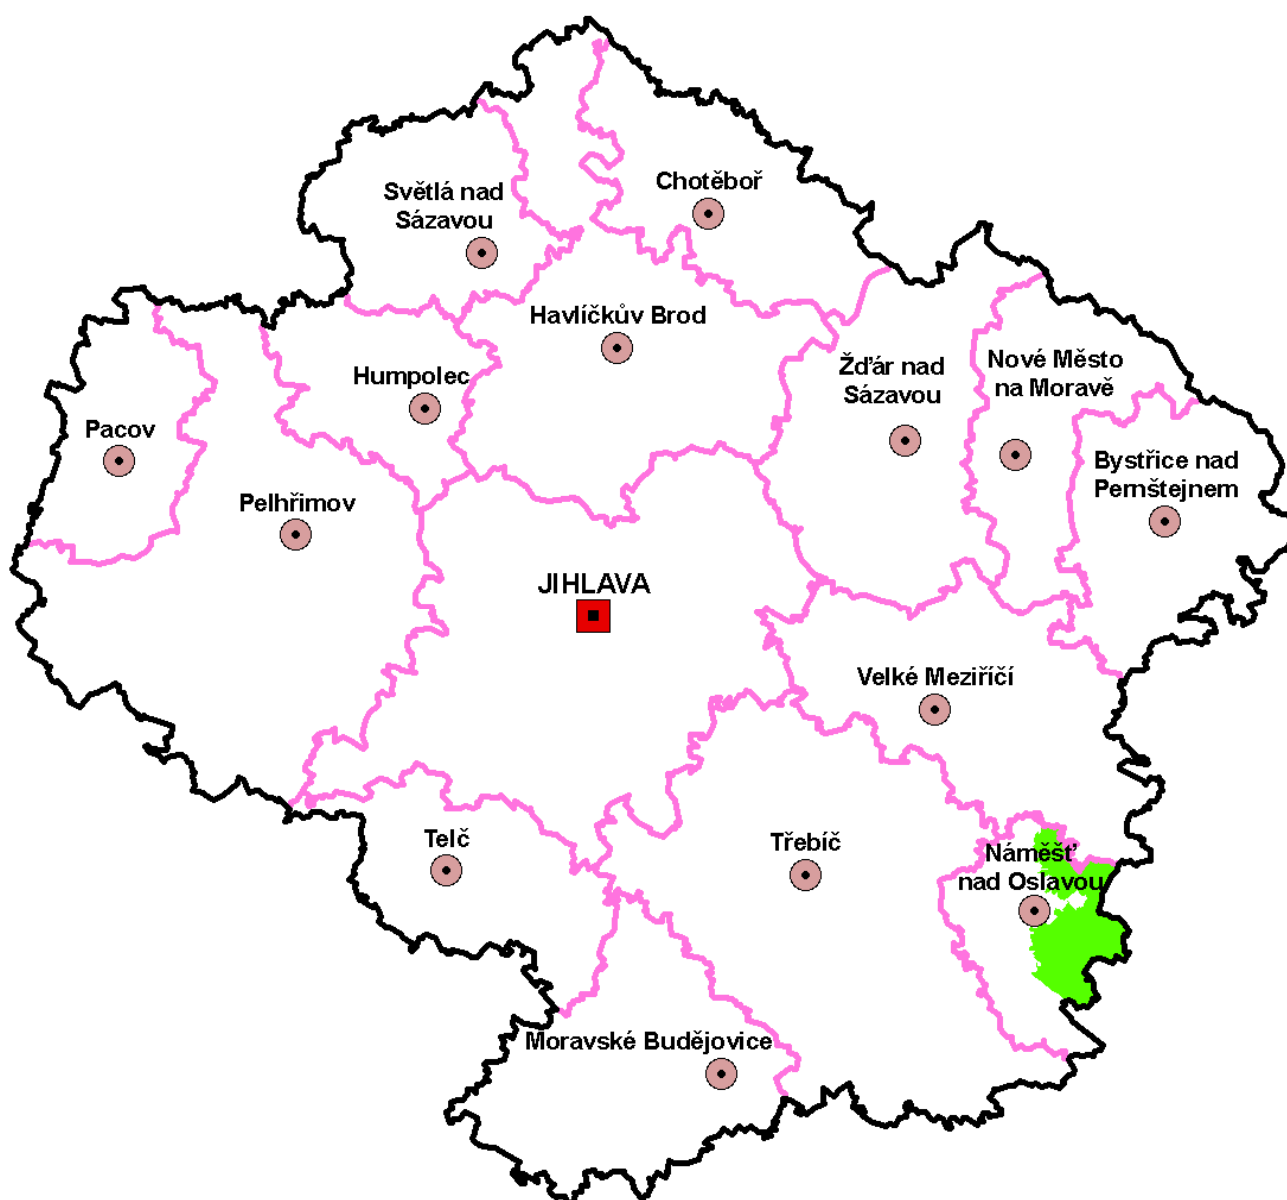 Chotěboř
Světlá nad
Sázavou
Havlíčkův Brod
Humpolec
Žďár nad
Sázavou
Nové Město
na Moravě
Pacov
Bystřice nad
Pernštejnem
Pelhřimov
JIHLAVA
Velké Meziříčí
Telč
Třebíč
Náměšť
nad Oslavou
Moravské Budějovice